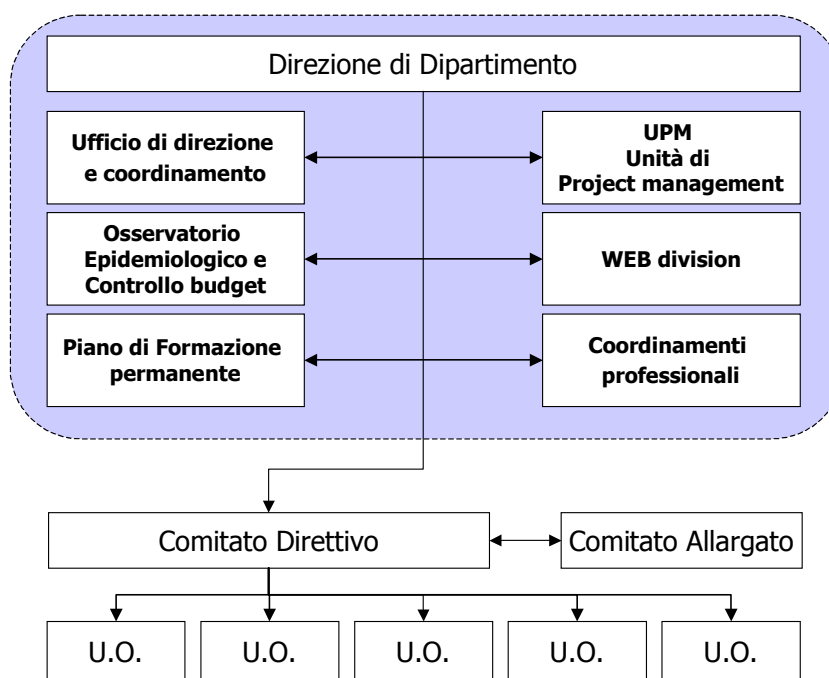 Direzione di Dipartimento
Ufficio di direzione
e coordinamento
UPM
Unità di
Project management
Osservatorio
Epidemiologico e
Controllo budget
WEB division
Piano di Formazione
permanente
Coordinamenti
professionali
Comitato Direttivo
Comitato Allargato
U.O.
U.O.
U.O.
U.O.
U.O.